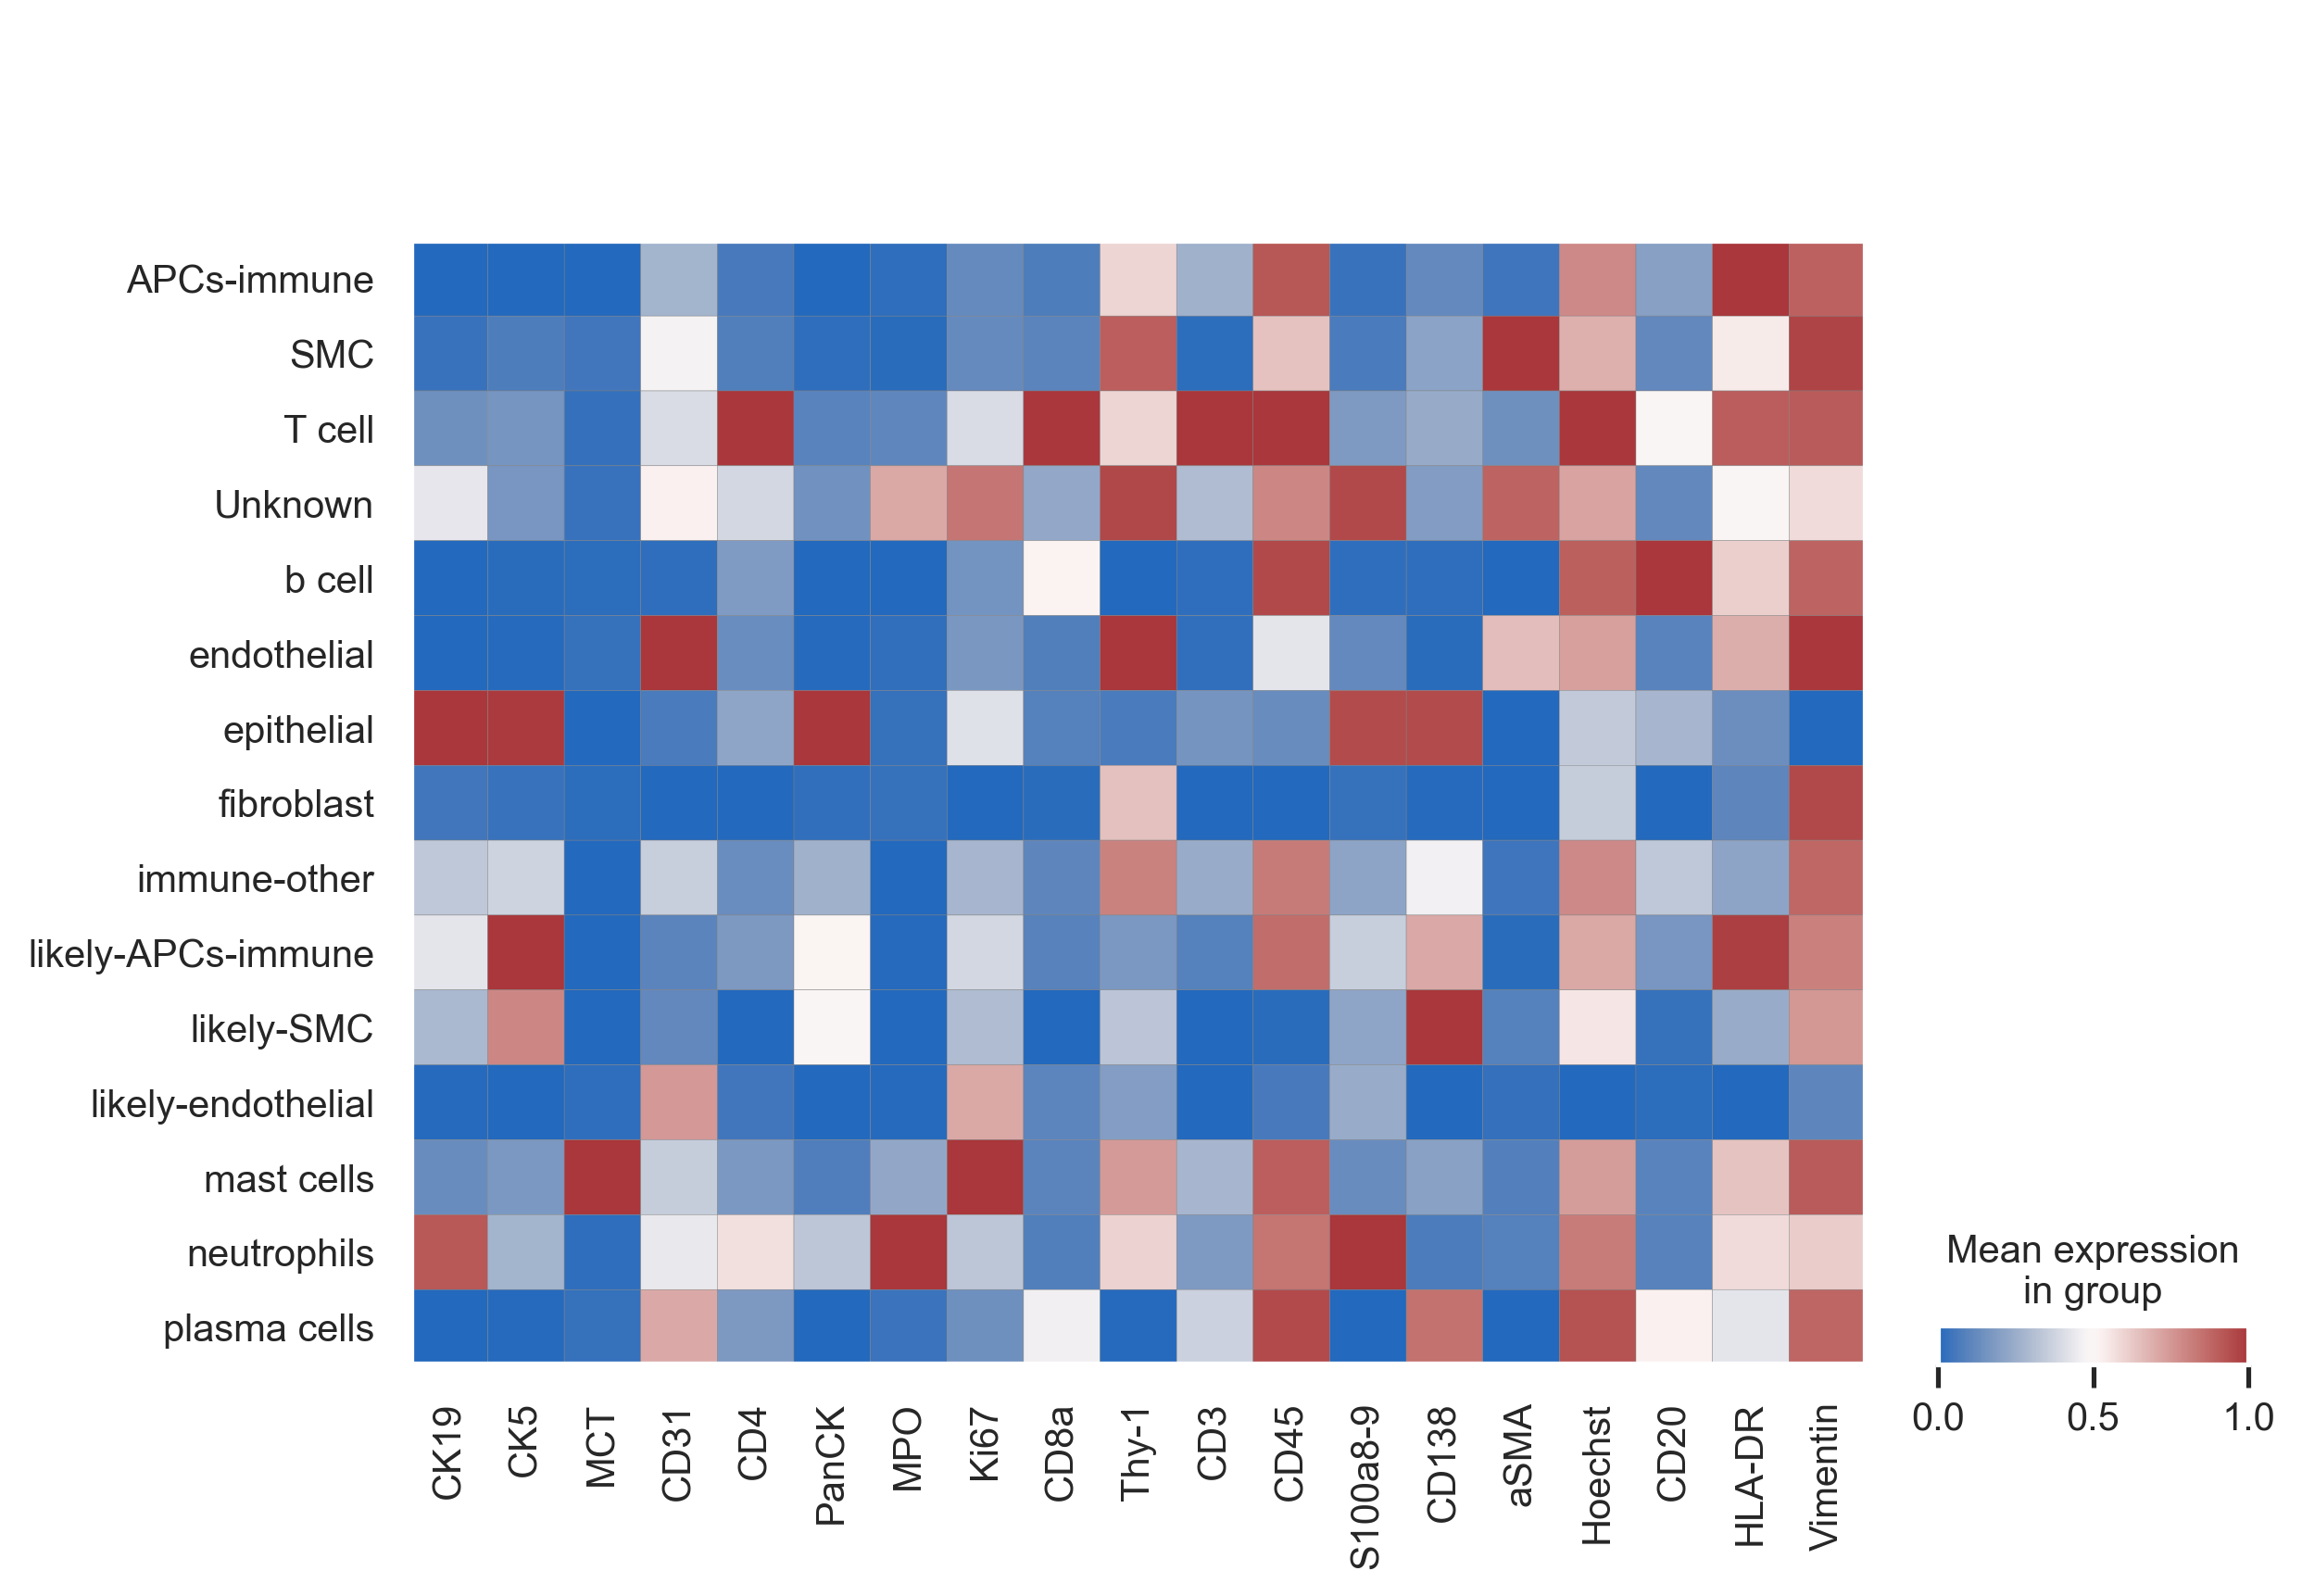 APCs-immune
SMC
T cell
Unknown
b cell
endothelial
epithelial
fibroblast
immune-other
likely-APCs-immune
likely-SMC
likely-endothelial
mast cells
neutrophils
plasma cells
CK19
CK5
MCT
CD31
CD4
PanCK
MPO
Ki67
CD8a
Thy-1
CD3
CD45
S100a8-9
CD138
aSMA
Hoechst
CD20
HLA-DR
Vimentin
Mean expression
in group
0.0 0.5 1.0